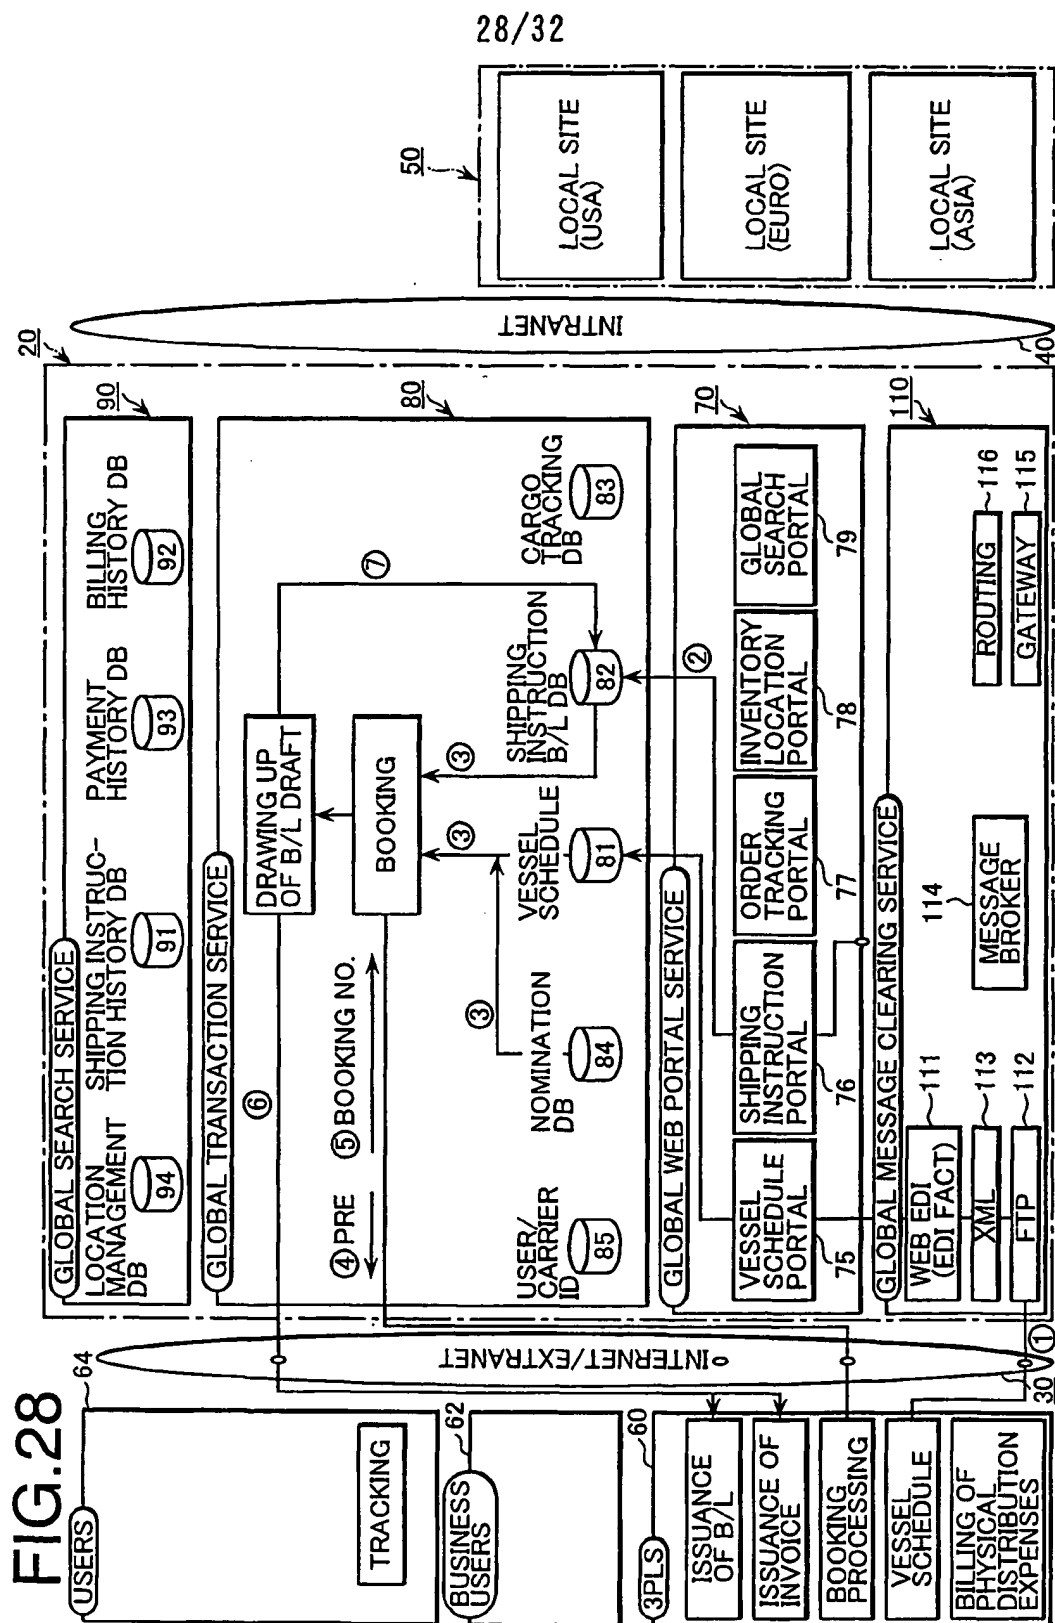 28/32
FIG.28
USERS
64
TRACKING
BUSINESS
USERS
62
3PLS
60
ISSUANCE
OF B/L
ISSUANCE OF
INVOICE
BOOKING
PROCESSING
VESSEL
SCHEDULE
BILLING OF
PHYSICAL
DISTRIBUTION
EXPENSES
INTERNET/EXTRANET
30
①
20
GLOBAL SEARCH SERVICE
90
LOCATION
MANAGEMENT
DB
94
SHIPPING INSTRUC-
TION HISTORY DB
91
PAYMENT
HISTORY DB
93
BILLING
HISTORY DB
92
GLOBAL TRANSACTION SERVICE
80
⑥
DRAWING UP
OF B/L DRAFT
⑦
④PRE
⑤BOOKING NO.
BOOKING
③
③
③
USER/
CARRIER
ID
85
NOMINATION
DB
84
VESSEL
SCHEDULE
81
SHIPPING
INSTRUCTION
B/L DB
82
CARGO
TRACKING
DB
83
GLOBAL WEB PORTAL SERVICE
②
70
VESSEL
SCHEDULE
PORTAL
75
SHIPPING
INSTRUCTION
PORTAL
76
ORDER
TRACKING
PORTAL
77
INVENTORY
LOCATION
PORTAL
78
GLOBAL
SEARCH
PORTAL
79
GLOBAL MESSAGE CLEARING SERVICE
110
WEB EDI
(EDI FACT)
111
XML
113
FTP
112
MESSAGE
BROKER
114
ROUTING
116
GATEWAY
115
INTRANET
40
50
LOCAL SITE
(USA)
LOCAL SITE
(EURO)
LOCAL SITE
(ASIA)